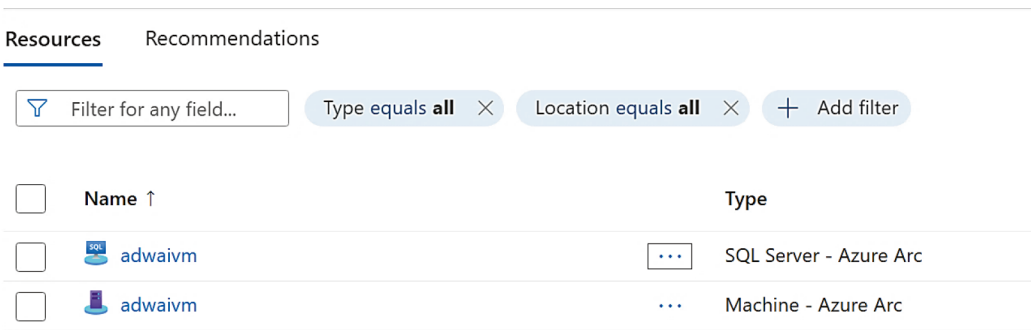 Resources Recommendations
Filter for any field... Type equals all Location equals all Add filter
Name ↑ Type
SQL adwaivm ... SQL Server - Azure Arc
adwaivm ... Machine - Azure Arc